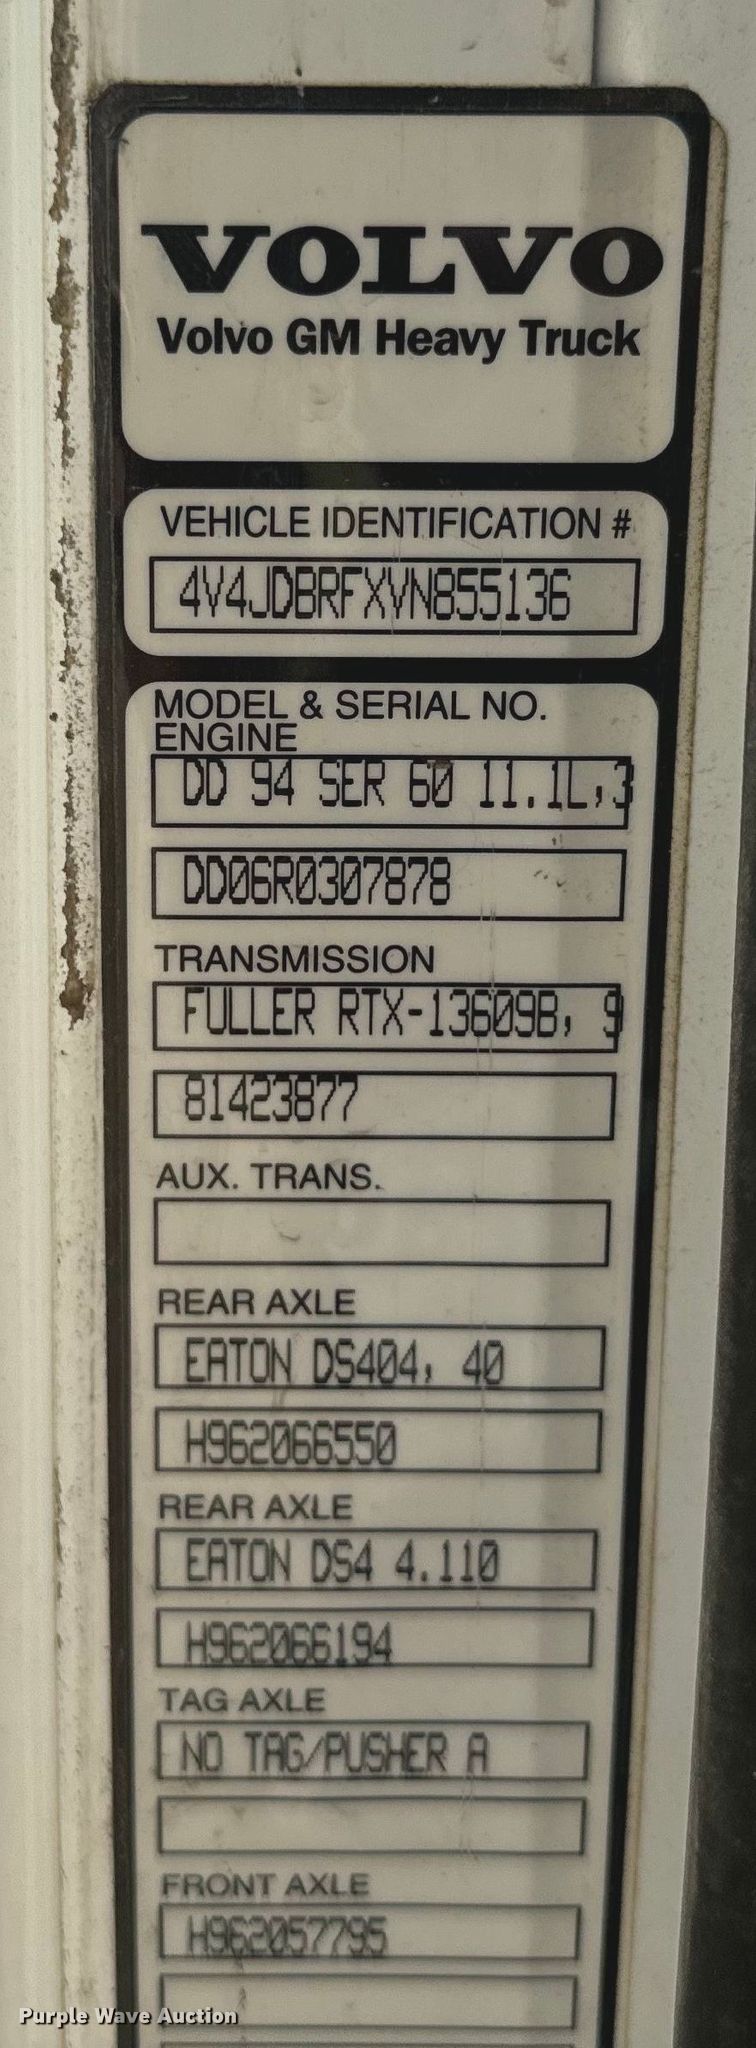 VOLVO
Volvo GM Heavy Truck
VEHICLE IDENTIFICATION #
4V4JDBRFXVN855136
MODEL & SERIAL NO.
ENGINE
DD 94 SER 60 11.1L,3
DD06R0307878
TRANSMISSION
FULLER RTX-13609B, 9
81423877
AUX. TRANS.
REAR AXLE
EATON DS404, 40
H962066550
REAR AXLE
EATON DS4 4.110
H962066194
TAG AXLE
NO TAG/PUSHER A
FRONT AXLE
H962057795
Purple Wave Auction